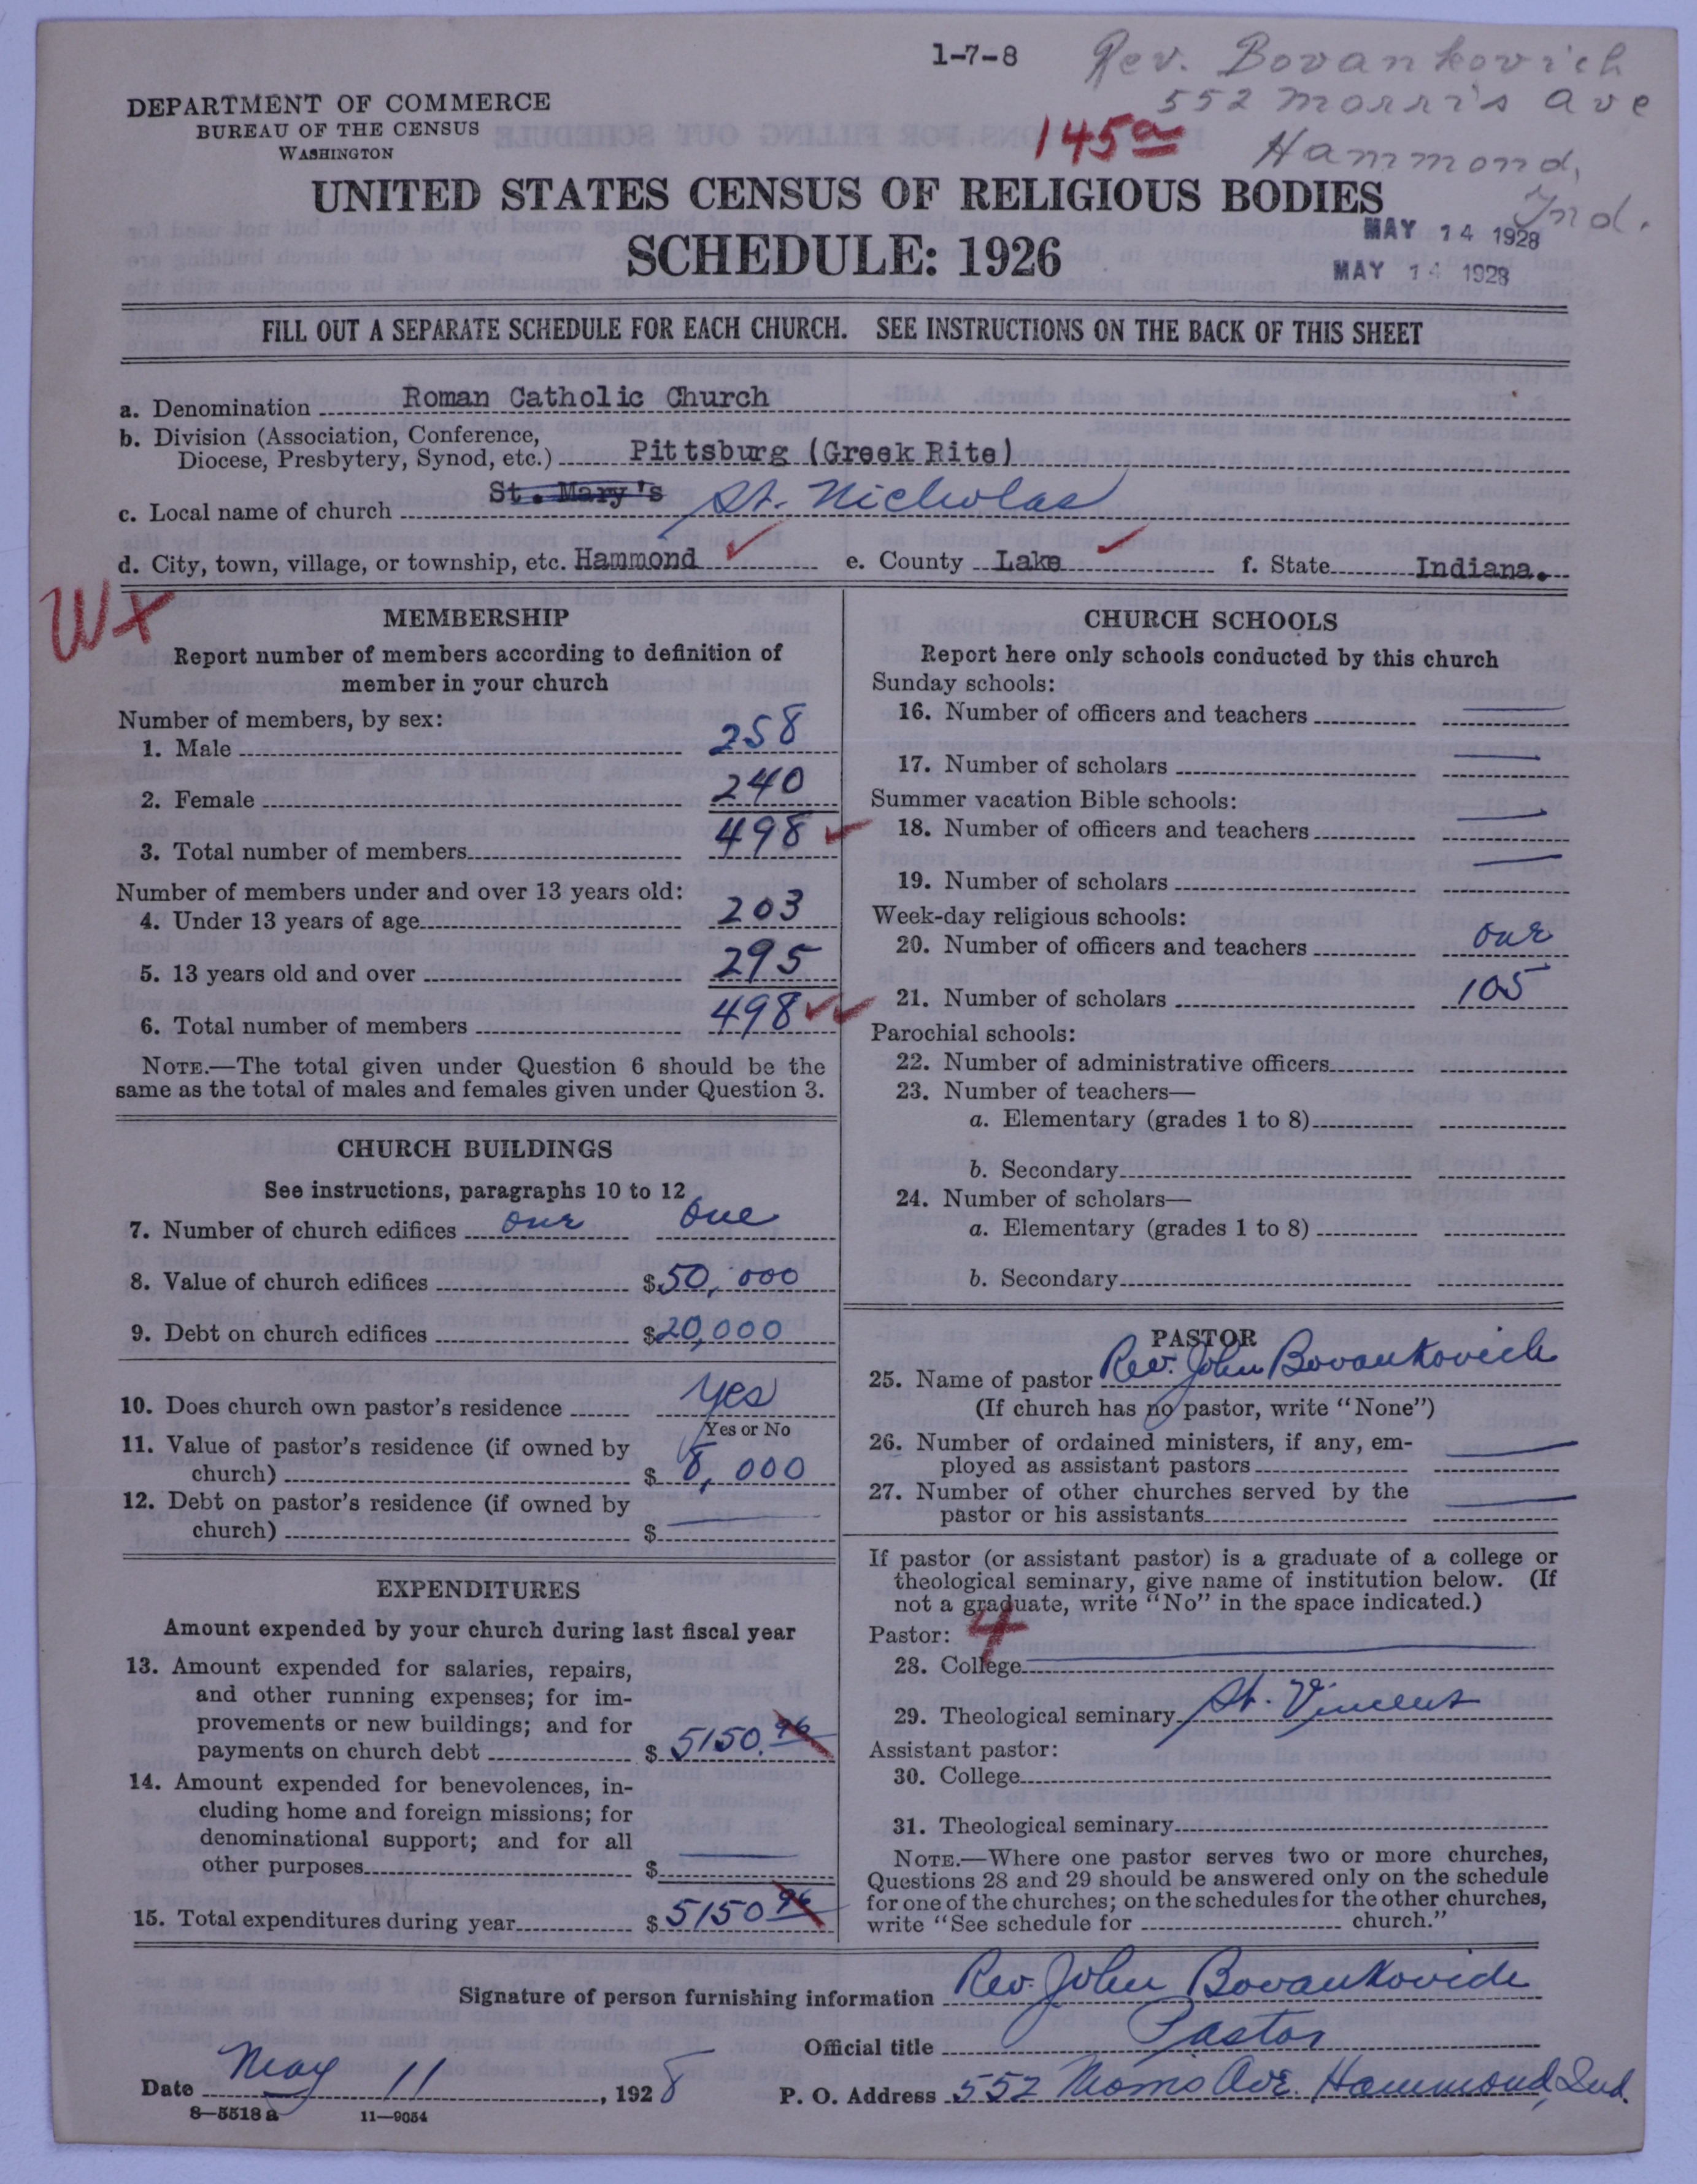 1-7-8
Rev. Bovankovich
552 Morris Ave
Hammond,
Ind.
DEPARTMENT OF COMMERCE
BUREAU OF THE CENSUS
WASHINGTON
145a
UNITED STATES CENSUS OF RELIGIOUS BODIES
SCHEDULE: 1926
MAY 14 1928
MAY 14 1928
FILL OUT A SEPARATE SCHEDULE FOR EACH CHURCH. SEE INSTRUCTIONS ON THE BACK OF THIS SHEET
a. Denomination Roman Catholic Church
b. Division (Association, Conference,
Diocese, Presbytery, Synod, etc.) Pittsburg (Greek Rite)
c. Local name of church St. Mary's St. Nicholas
d. City, town, village, or township, etc. Hammond e. County Lake f. State Indiana.
WX
MEMBERSHIP
Report number of members according to definition of
member in your church
Number of members, by sex:
1. Male 258
2. Female 240
3. Total number of members 498
Number of members under and over 13 years old:
4. Under 13 years of age 203
5. 13 years old and over 295
6. Total number of members 498
NOTE.—The total given under Question 6 should be the
same as the total of males and females given under Question 3.
CHURCH BUILDINGS
See instructions, paragraphs 10 to 12
7. Number of church edifices one one
8. Value of church edifices $50,000
9. Debt on church edifices $20,000
10. Does church own pastor's residence Yes
Yes or No
11. Value of pastor's residence (if owned by
church) $ 8,000
12. Debt on pastor's residence (if owned by
church) $
EXPENDITURES
Amount expended by your church during last fiscal year
13. Amount expended for salaries, repairs,
and other running expenses; for im-
provements or new buildings; and for
payments on church debt $ 5150.96
14. Amount expended for benevolences, in-
cluding home and foreign missions; for
denominational support; and for all
other purposes $
15. Total expenditures during year $ 5150 96
CHURCH SCHOOLS
Report here only schools conducted by this church
Sunday schools:
16. Number of officers and teachers
17. Number of scholars
Summer vacation Bible schools:
18. Number of officers and teachers
19. Number of scholars
Week-day religious schools:
20. Number of officers and teachers one
21. Number of scholars 105
Parochial schools:
22. Number of administrative officers
23. Number of teachers—
a. Elementary (grades 1 to 8)
b. Secondary
24. Number of scholars—
a. Elementary (grades 1 to 8)
b. Secondary
PASTOR
25. Name of pastor Rev. John Bovankovich
(If church has no pastor, write "None")
26. Number of ordained ministers, if any, em-
ployed as assistant pastors
27. Number of other churches served by the
pastor or his assistants
If pastor (or assistant pastor) is a graduate of a college or
theological seminary, give name of institution below. (If
not a graduate, write "No" in the space indicated.)
Pastor: 4
28. College
29. Theological seminary St. Vincent
Assistant pastor:
30. College
31. Theological seminary
NOTE.—Where one pastor serves two or more churches,
Questions 28 and 29 should be answered only on the schedule
for one of the churches; on the schedules for the other churches,
write "See schedule for church."
Signature of person furnishing information Rev. John Bovankovich
Official title Pastor
Date May 11, 1928 P. O. Address 552 Morris Ave. Hammond, Ind.
8-5518 a 11-9054